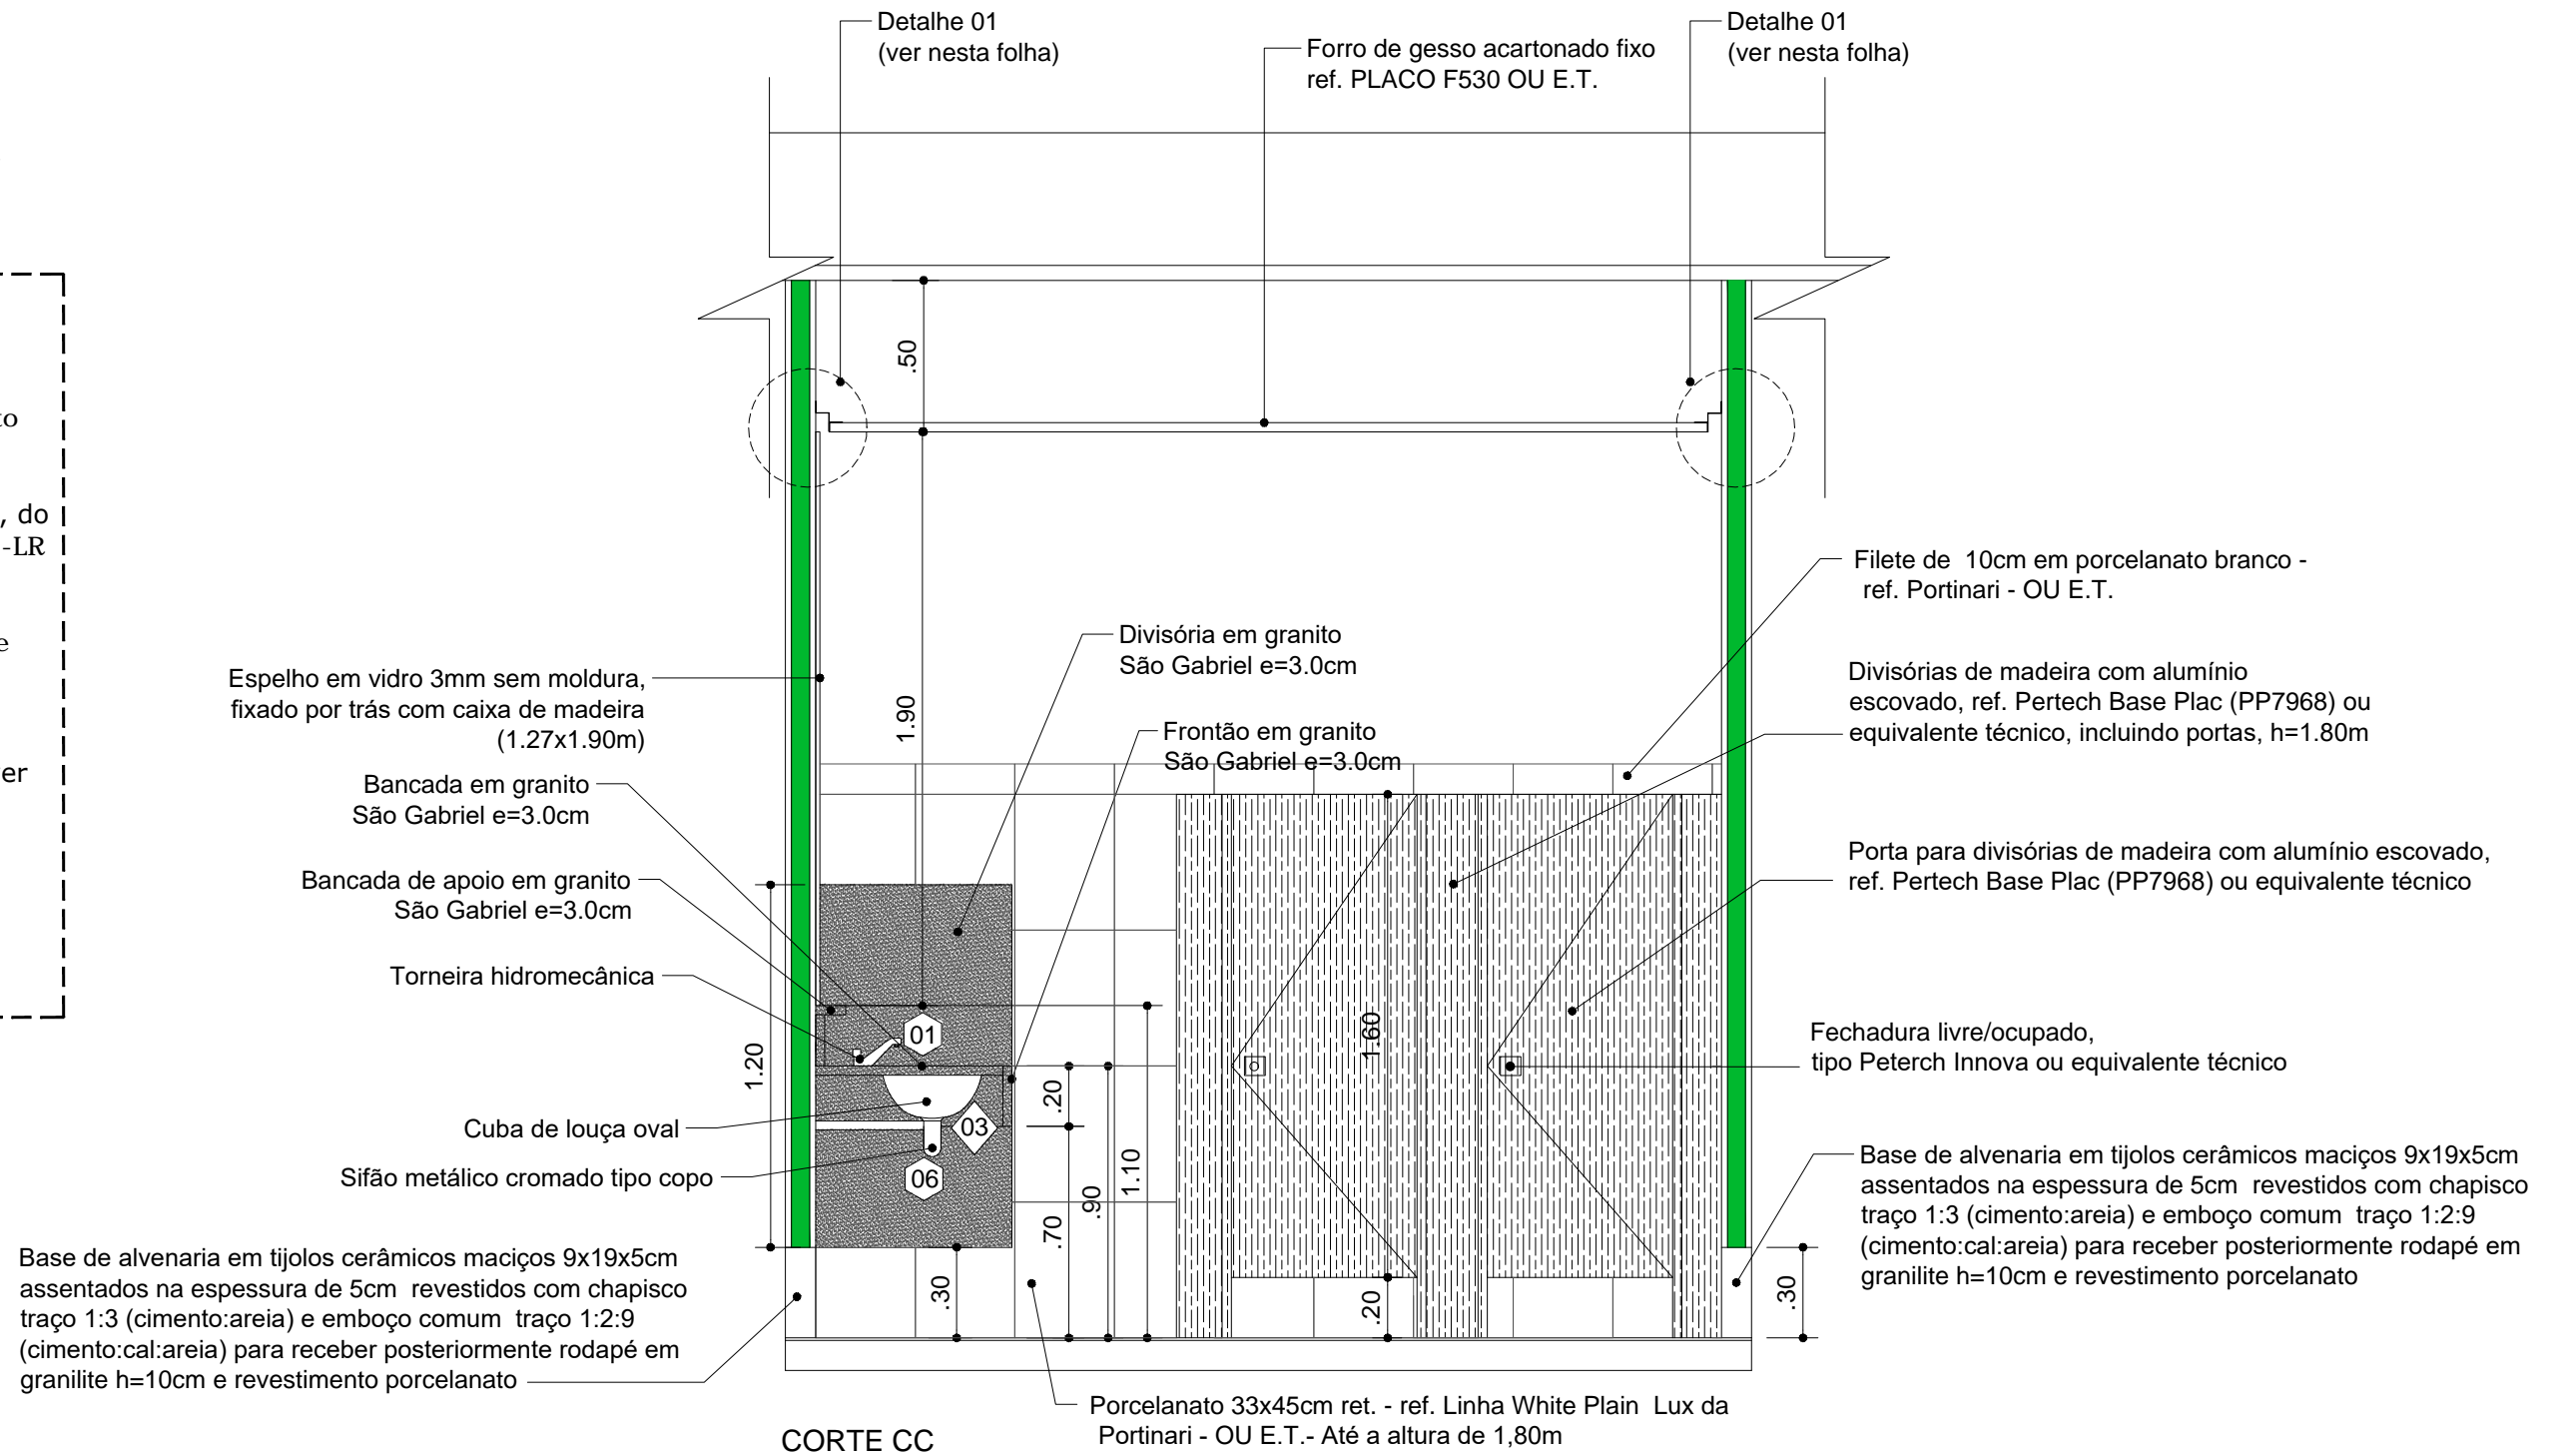 Detalhe 01
(ver nesta folha)
Forro de gesso acartonado fixo
ref. PLACO F530 OU E.T.
Detalhe 01
(ver nesta folha)
to
, do
-LR
e
er
.50
1.90
Filete de  10cm em porcelanato branco -
ref. Portinari - OU E.T.
Divisória em granito
São Gabriel e=3.0cm
Frontão em granito
São Gabriel e=3.0cm
Divisórias de madeira com alumínio
escovado, ref. Pertech Base Plac (PP7968) ou
equivalente técnico, incluindo portas, h=1.80m
Espelho em vidro 3mm sem moldura,
fixado por trás com caixa de madeira
(1.27x1.90m)
Bancada em granito
São Gabriel e=3.0cm
Bancada de apoio em granito
São Gabriel e=3.0cm
Torneira hidromecânica
Porta para divisórias de madeira com alumínio escovado,
ref. Pertech Base Plac (PP7968) ou equivalente técnico
Fechadura livre/ocupado,
tipo Peterch Innova ou equivalente técnico
1.20
01
03
06
.20
.70
.90
1.10
.30
1.60
.20
.30
Cuba de louça oval
Sifão metálico cromado tipo copo
Base de alvenaria em tijolos cerâmicos maciços 9x19x5cm
assentados na espessura de 5cm  revestidos com chapisco
traço 1:3 (cimento:areia) e emboço comum  traço 1:2:9
(cimento:cal:areia) para receber posteriormente rodapé em
granilite h=10cm e revestimento porcelanato
Base de alvenaria em tijolos cerâmicos maciços 9x19x5cm
assentados na espessura de 5cm  revestidos com chapisco
traço 1:3 (cimento:areia) e emboço comum  traço 1:2:9
(cimento:cal:areia) para receber posteriormente rodapé em
granilite h=10cm e revestimento porcelanato
Porcelanato 33x45cm ret. - ref. Linha White Plain  Lux da
Portinari - OU E.T.- Até a altura de 1,80m
CORTE CC